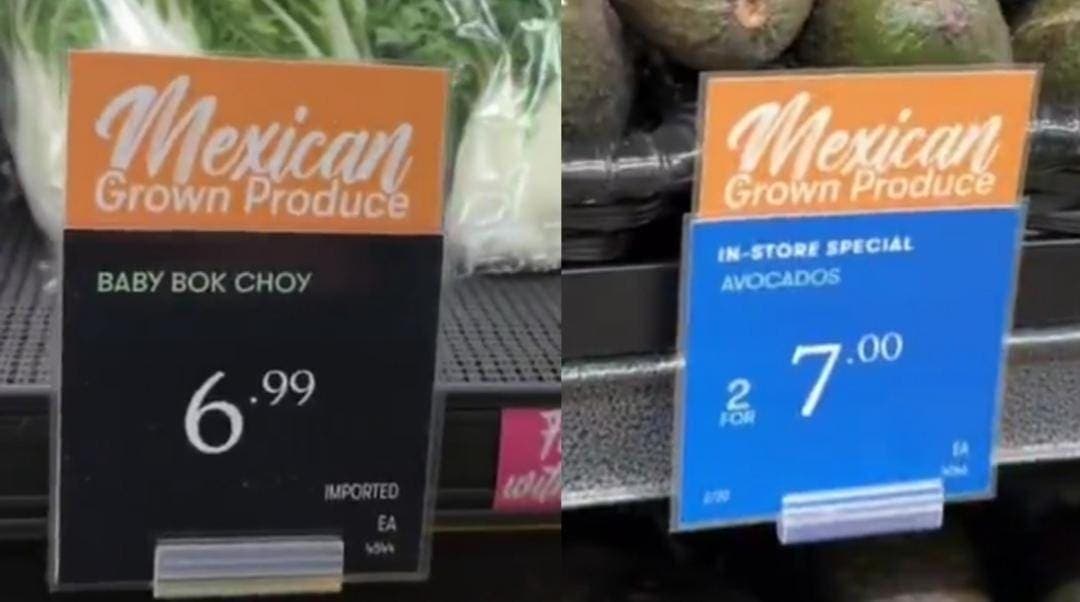 Mexican
Grown Produce
BABY BOK CHOY
6.99
IMPORTED
EA
Mexican
Grown Produce
IN-STORE SPECIAL
AVOCADOS
2 FOR 7.00
EA